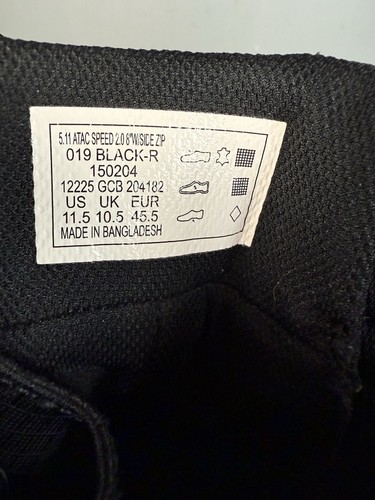 5.11 ATAC SPEED 2.0 8"W/SIDE ZIP
019 BLACK-R
150204
12225 GCB 204182
US UK EUR
11.5 10.5 45.5
MADE IN BANGLADESH